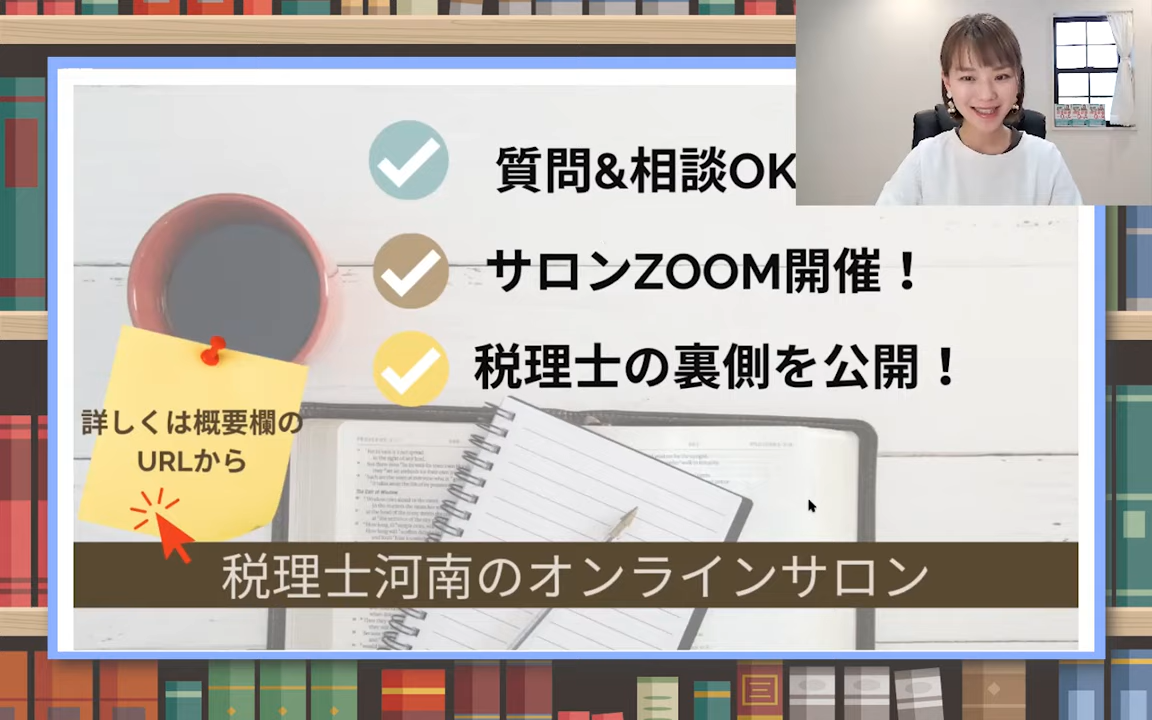 質問&相談OK
サロンZOOM開催！
税理士の裏側を公開！
詳しくは概要欄の
URLから
税理士河南のオンラインサロン